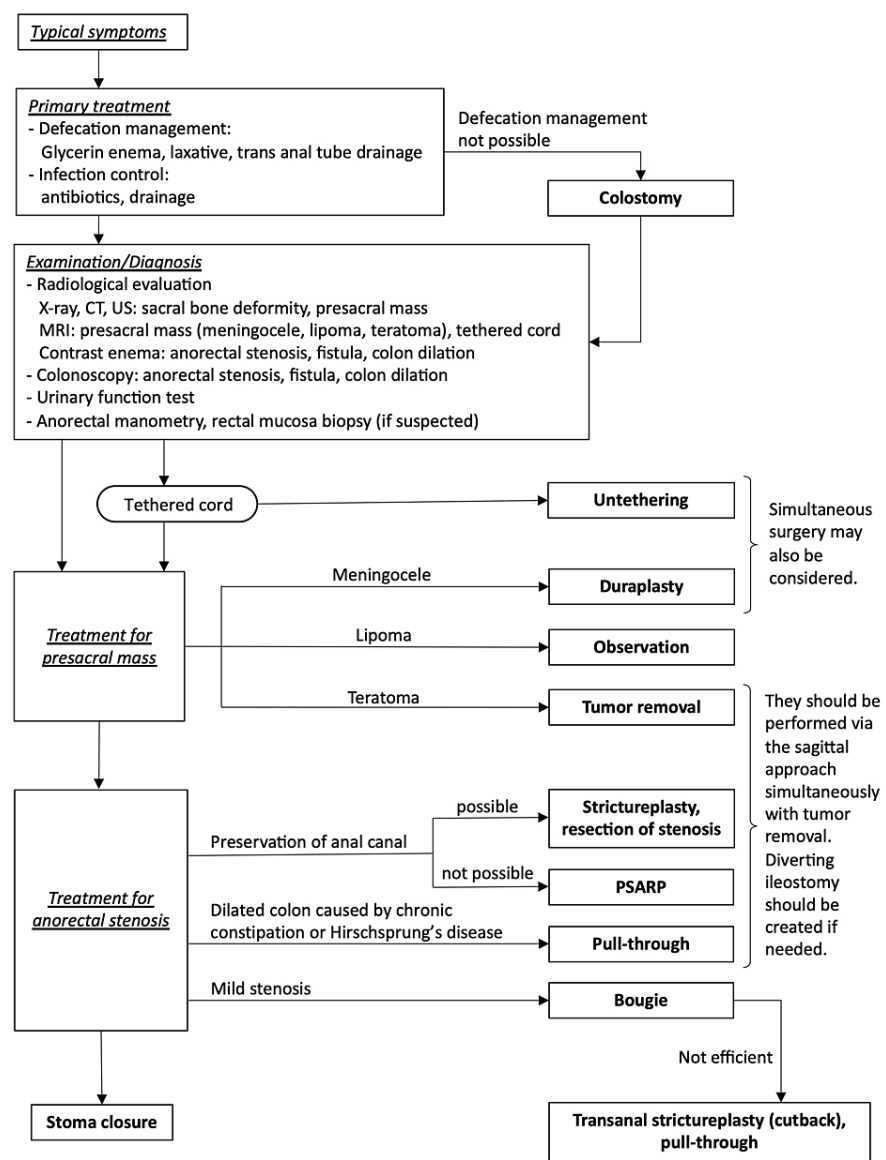 Typical symptoms
Primary treatment
- Defecation management:
Glycerin enema, laxative, trans anal tube drainage
- Infection control:
antibiotics, drainage
Defecation management
not possible
Colostomy
Examination/Diagnosis
- Radiological evaluation
X-ray, CT, US: sacral bone deformity, presacral mass
MRI: presacral mass (meningocele, lipoma, teratoma), tethered cord
Contrast enema: anorectal stenosis, fistula, colon dilation
- Colonoscopy: anorectal stenosis, fistula, colon dilation
- Urinary function test
- Anorectal manometry, rectal mucosa biopsy (if suspected)
Tethered cord
Untethering
Simultaneous
surgery may
also be
considered.
Treatment for
presacral mass
Meningocele
Duraplasty
Lipoma
Observation
Teratoma
Tumor removal
They should be
performed via
the sagittal
approach
simultaneously
with tumor
removal.
Diverting
ileostomy
should be
created if
needed.
Treatment for
anorectal stenosis
Preservation of anal canal
possible
Strictureplasty,
resection of stenosis
not possible
PSARP
Dilated colon caused by chronic
constipation or Hirschsprung’s disease
Pull-through
Mild stenosis
Bougie
Not efficient
Stoma closure
Transanal strictureplasty (cutback),
pull-through